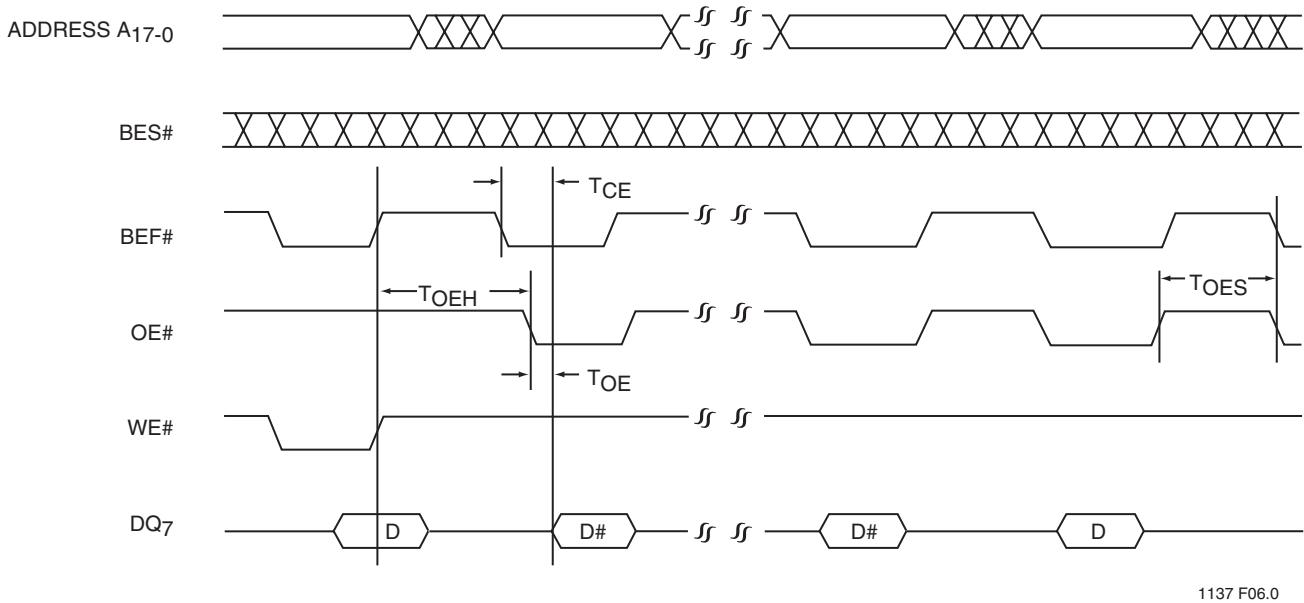 ADDRESS A17-0
BES#
TCE
BEF#
TOEH
TOES
OE#
TOE
WE#
DQ7
D
D#
D#
D
1137 F06.0